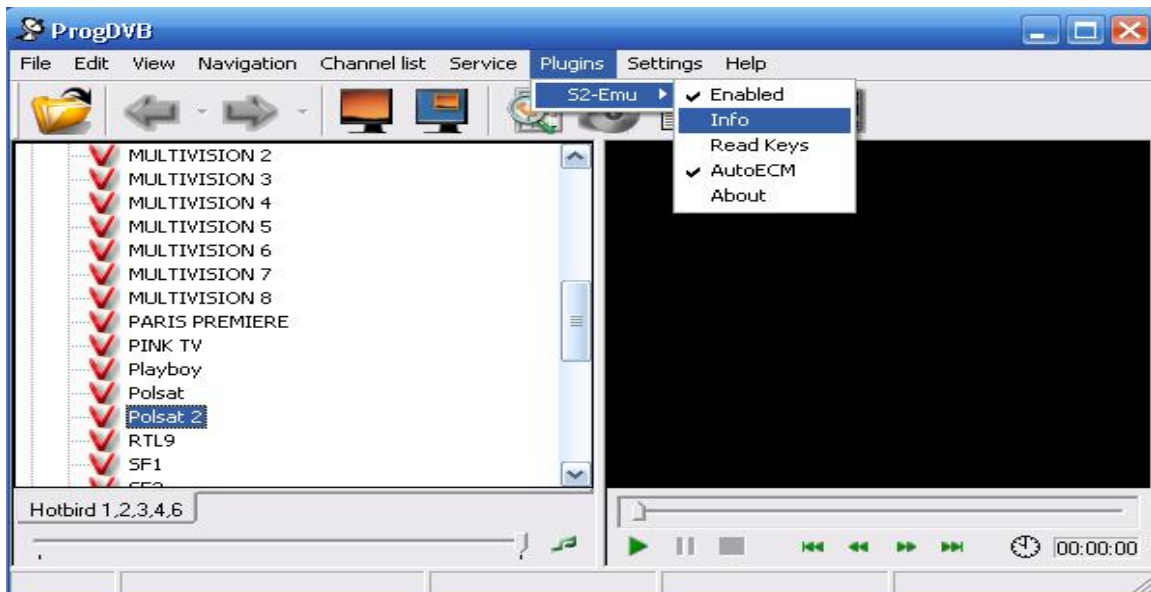 ProgDVB
File Edit View Navigation Channel list Service Plugins Settings Help
S2-Emu
Enabled
Info
Read Keys
AutoECM
About
MULTIVISION 2
MULTIVISION 3
MULTIVISION 4
MULTIVISION 5
MULTIVISION 6
MULTIVISION 7
MULTIVISION 8
PARIS PREMIERE
PINK TV
Playboy
Polsat
Polsat 2
RTL9
SF1
Hotbird 1,2,3,4,6
00:00:00